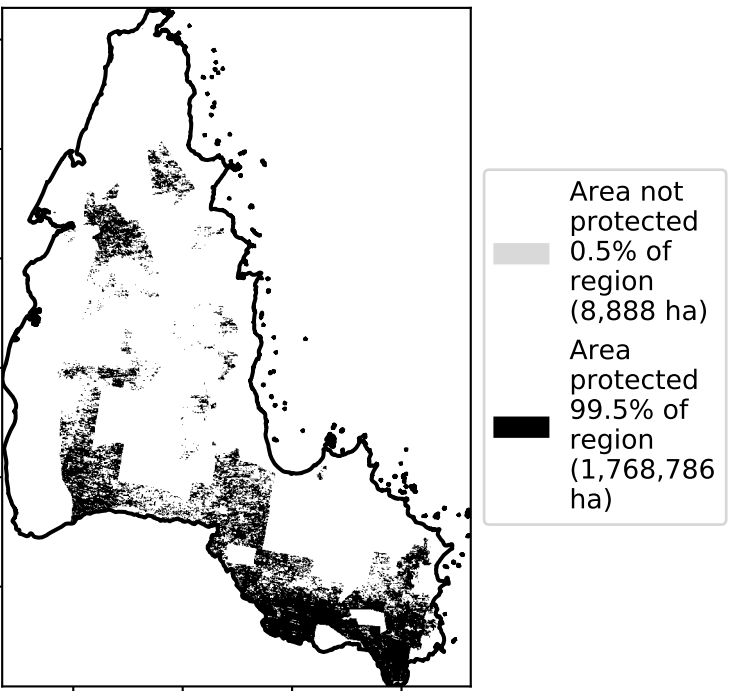 Area not
protected
0.5% of
region
(8,888 ha)
Area
protected
99.5% of
region
(1,768,786
ha)